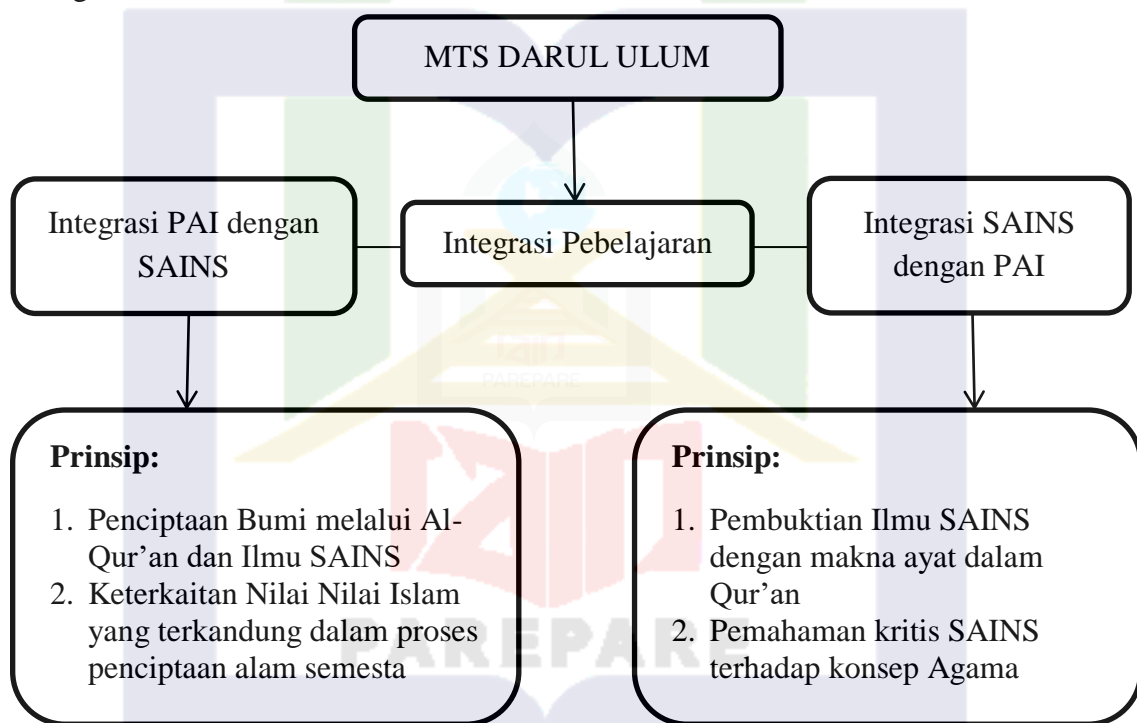 MTS DARUL ULUM
Integrasi PAI dengan
SAINS
Integrasi Pebelajaran
Integrasi SAINS
dengan PAI
Prinsip:
1. Penciptaan Bumi melalui Al-
Qur’an dan Ilmu SAINS
2. Keterkaitan Nilai Nilai Islam
yang terkandung dalam proses
penciptaan alam semesta
Prinsip:
1. Pembuktian Ilmu SAINS
dengan makna ayat dalam
Qur’an
2. Pemahaman kritis SAINS
terhadap konsep Agama
PAREPARE
PAREPARE